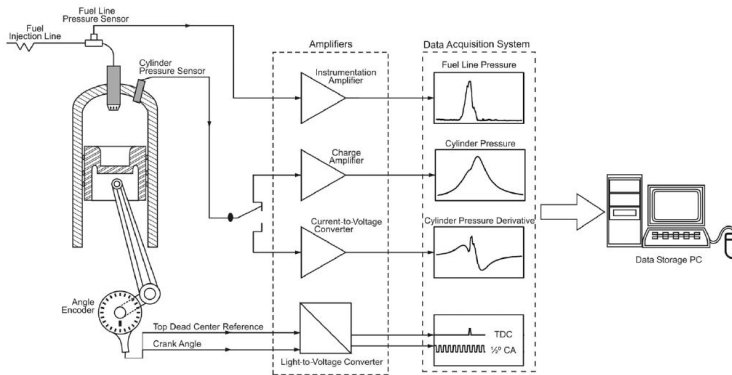 Fuel Line
Pressure Sensor
Fuel
Injection Line
Cylinder
Pressure Sensor
Amplifiers
Data Acquisition System
Instrumentation
Amplifier
Fuel Line Pressure
Charge
Amplifier
Cylinder Pressure
Current-to-Voltage
Converter
Cylinder Pressure Derivative
Data Storage PC
Angle
Encoder
Top Dead Center Reference
Crank Angle
Light-to-Voltage Converter
TDC
½º CA